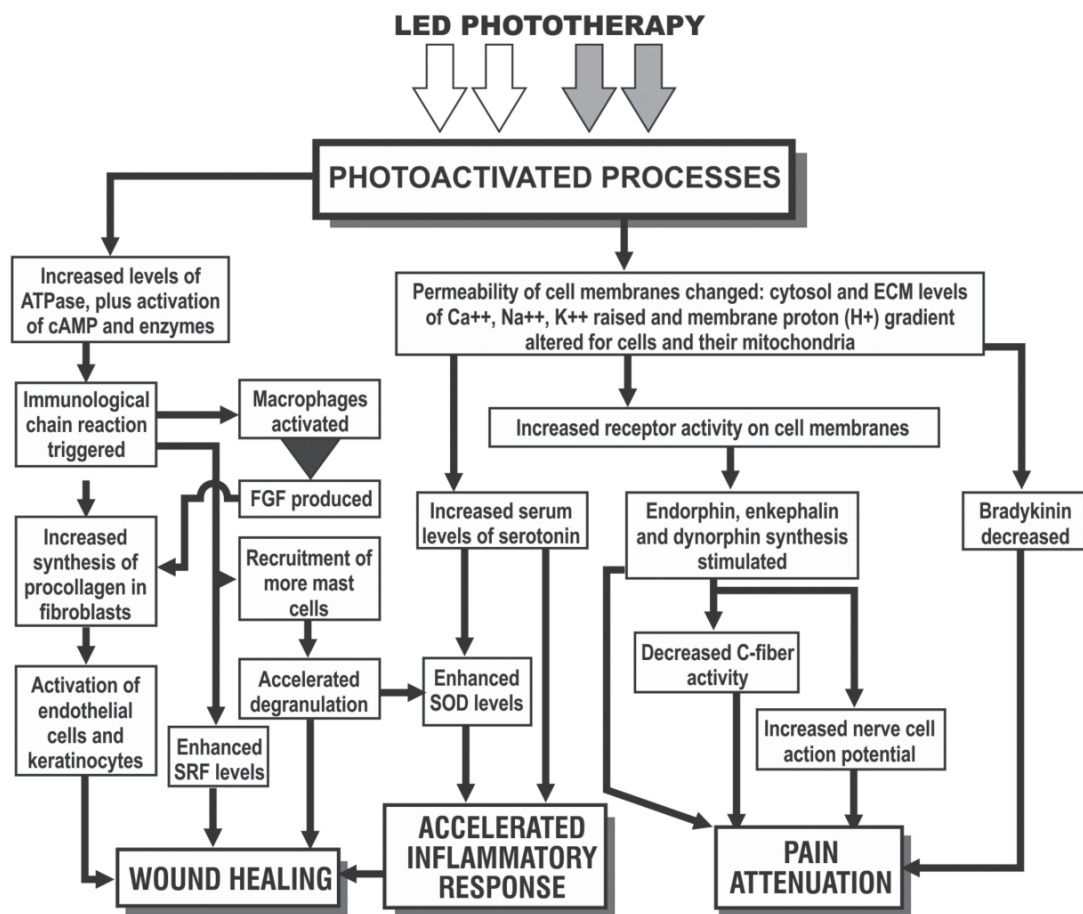 LED PHOTOTHERAPY
PHOTOACTIVATED PROCESSES
Increased levels of
ATPase, plus activation
of cAMP and enzymes
Permeability of cell membranes changed: cytosol and ECM levels
of Ca++, Na++, K++ raised and membrane proton (H+) gradient
altered for cells and their mitochondria
Immunological
chain reaction
triggered
Macrophages
activated
Increased receptor activity on cell membranes
FGF produced
Increased serum
levels of serotonin
Endorphin, enkephalin
and dynorphin synthesis
stimulated
Bradykinin
decreased
Increased
synthesis of
procollagen in
fibroblasts
Recruitment of
more mast
cells
Decreased C-fiber
activity
Activation of
endothelial
cells and
keratinocytes
Accelerated
degranulation
Enhanced
SOD levels
Enhanced
SRF levels
Increased nerve cell
action potential
WOUND HEALING
ACCELERATED
INFLAMMATORY
RESPONSE
PAIN
ATTENUATION